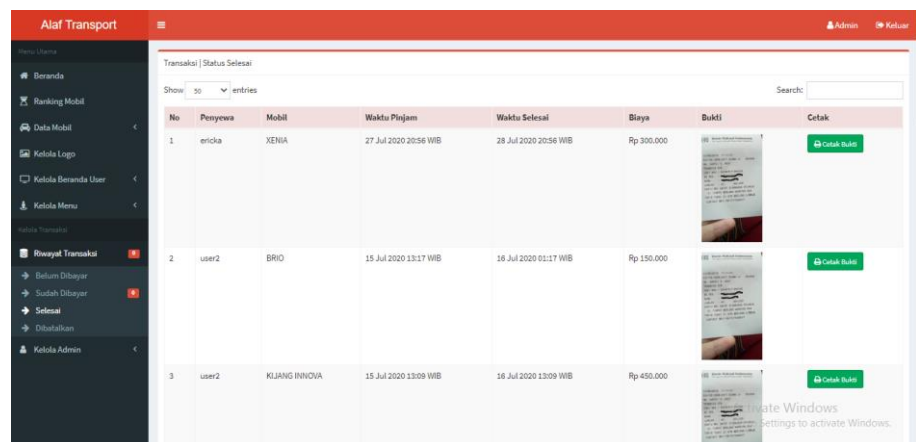 Alaf Transport
Admin Keluar
Menu Utama
Beranda
Ranking Mobil
Data Mobil
Kelola Logo
Kelola Beranda User
Kelola Menu
Kelola Transaksi
Riwayat Transaksi 0
Belum Dibayar
Sudah Dibayar 0
Selesai
Dibatalkan
Kelola Admin
Transaksi | Status Selesai
Show 50 entries Search:
No Penyewa Mobil Waktu Pinjam Waktu Selesai Biaya Bukti Cetak
1 ericka XENIA 27 Jul 2020 20:56 WIB 28 Jul 2020 20:56 WIB Rp 300.000 Cetak Bukti
2 user2 BRIO 15 Jul 2020 13:17 WIB 16 Jul 2020 01:17 WIB Rp 150.000 Cetak Bukti
3 user2 KIJANG INNOVA 15 Jul 2020 13:09 WIB 16 Jul 2020 13:09 WIB Rp 450.000 Cetak Bukti
vate Windows
Settings to activate Windows.